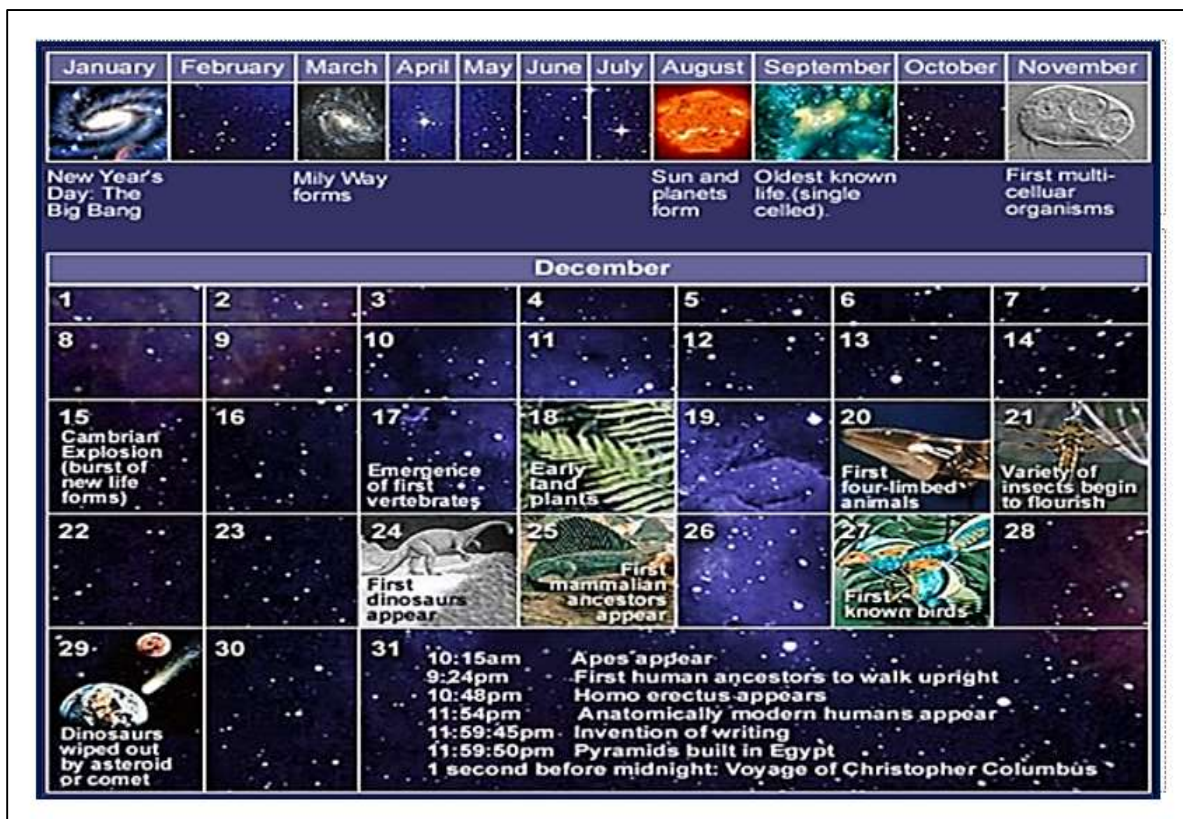 January February March April May June July August September October November
New Year's
Day: The
Big Bang
Mily Way
forms
Sun and
planets
form
Oldest known
life.(single
celled).
First multi-
celluar
organisms
December
1 2 3 4 5 6 7
8 9 10 11 12 13 14
15
Cambrian
Explosion
(burst of
new life
forms)
16
17
Emergence
of first
vertebrates
18
Early
land
plants
19
20
First
four-limbed
animals
21
Variety of
insects begin
to flourish
22
23
24
First
dinosaurs
appear
25
First
mammalian
ancestors
appear
26
27
First
known birds
28
29
Dinosaurs
wiped out
by asteroid
or comet
30
31
10:15am Apes appear
9:24pm First human ancestors to walk upright
10:48pm Homo erectus appears
11:54pm Anatomically modern humans appear
11:59:45pm Invention of writing
11:59:50pm Pyramids built in Egypt
1 second before midnight: Voyage of Christopher Columbus